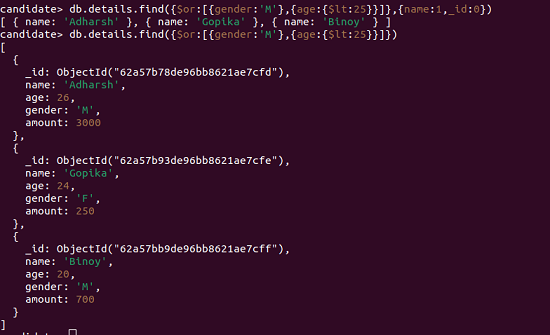 candidate> db.details.find({$or:[{gender:'M'},{age:{$lt:25}}]},{name:1,_id:0})
[ { name: 'Adharsh' }, { name: 'Gopika' }, { name: 'Binoy' } ]
candidate> db.details.find({$or:[{gender:'M'},{age:{$lt:25}}]})
[
  {
    _id: ObjectId("62a57b78de96bb8621ae7cfd"),
    name: 'Adharsh',
    age: 26,
    gender: 'M',
    amount: 3000
  },
  {
    _id: ObjectId("62a57b93de96bb8621ae7cfe"),
    name: 'Gopika',
    age: 24,
    gender: 'F',
    amount: 250
  },
  {
    _id: ObjectId("62a57bb9de96bb8621ae7cff"),
    name: 'Binoy',
    age: 20,
    gender: 'M',
    amount: 700
  }
]